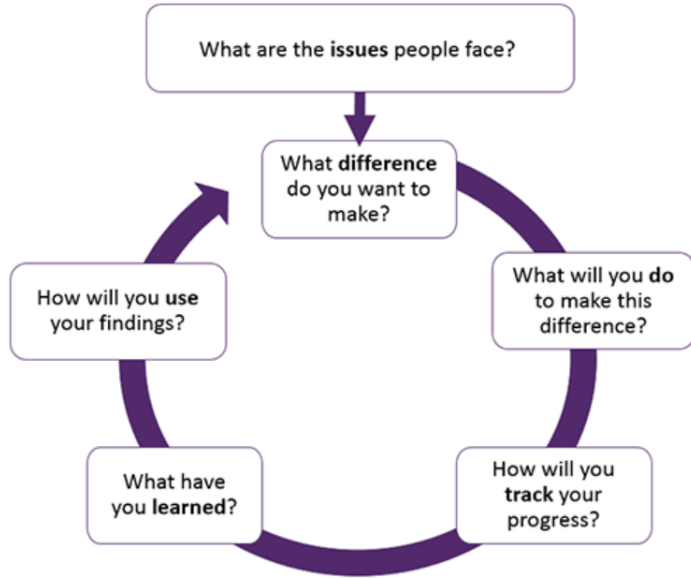 What are the issues people face?
What difference
do you want to
make?
What will you do
to make this
difference?
How will you
track your
progress?
What have
you learned?
How will you use
your findings?